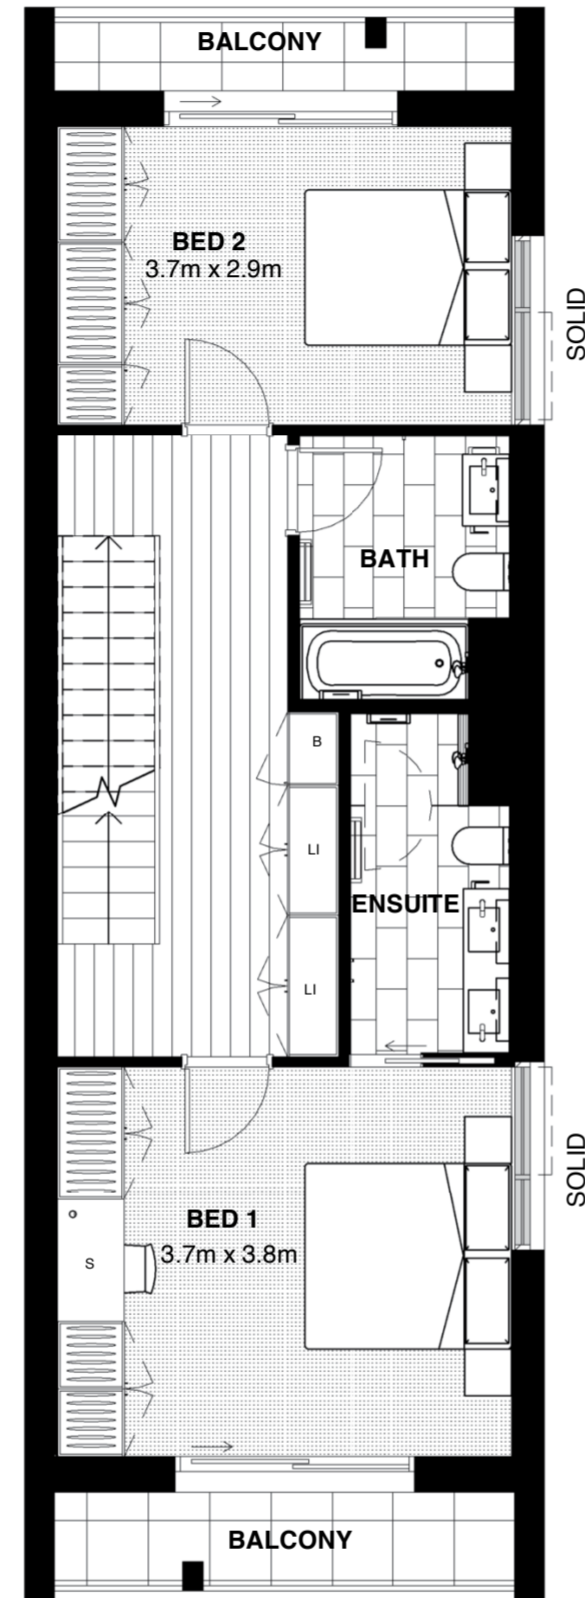 BALCONY
BED 2
3.7m x 2.9m
SOLID
BATH
B
LI
ENSUITE
LI
SOLID
BED 1
3.7m x 3.8m
S
BALCONY